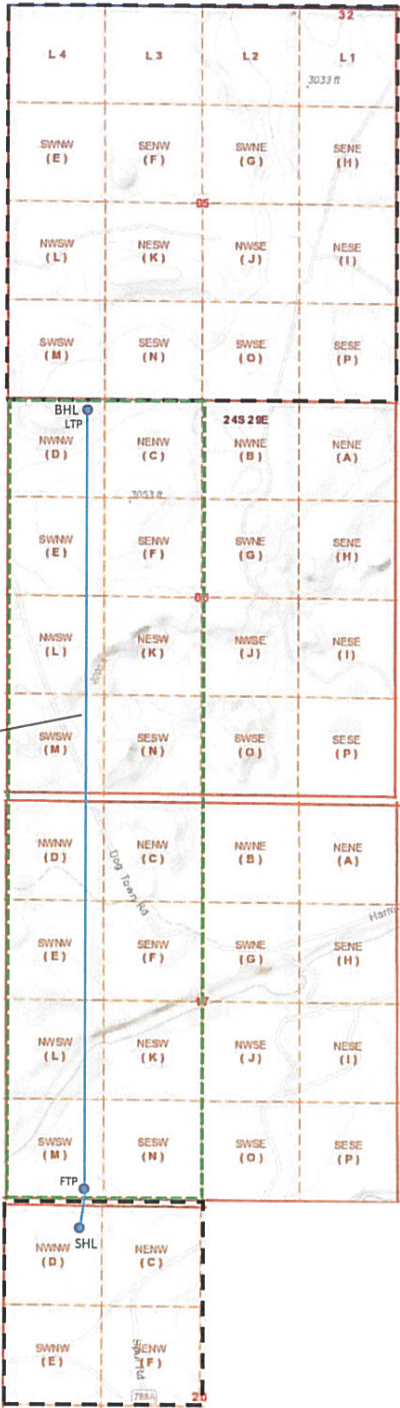 32
L 4 L 3 L 2 L 1
3033 ft
SWNW SENW SWNE SENE
(E) (F) (G) (H)
05
NWSW NESW NWSE NESE
(L) (K) (J) (I)
SWSW SESW SWSE SESE
(M) (N) (O) (P)
BHL
LTP
24S 29E
NWNW NENW NWNE NENE
(D) (C) (B) (A)
3053 ft
SWNW SENW SWNE SENE
(E) (F) (G) (H)
08
NWSW NESW NWSE NESE
(L) (K) (J) (I)
SWSW SESW SWSE SESE
(M) (N) (O) (P)
NWNW NENW NWNE NENE
(D) (C) (B) (A)
Dog Town Rd
SWNW SENW SWNE SENE
(E) (F) (G) (H)
17
NWSW NESW NWSE NESE
(L) (K) (J) (I)
SWSW SESW SWSE SESE
(M) (N) (O) (P)
FTP
SHL
NWNW NENW
(D) (C)
SWNW SENW
(E) (F)
788A
20